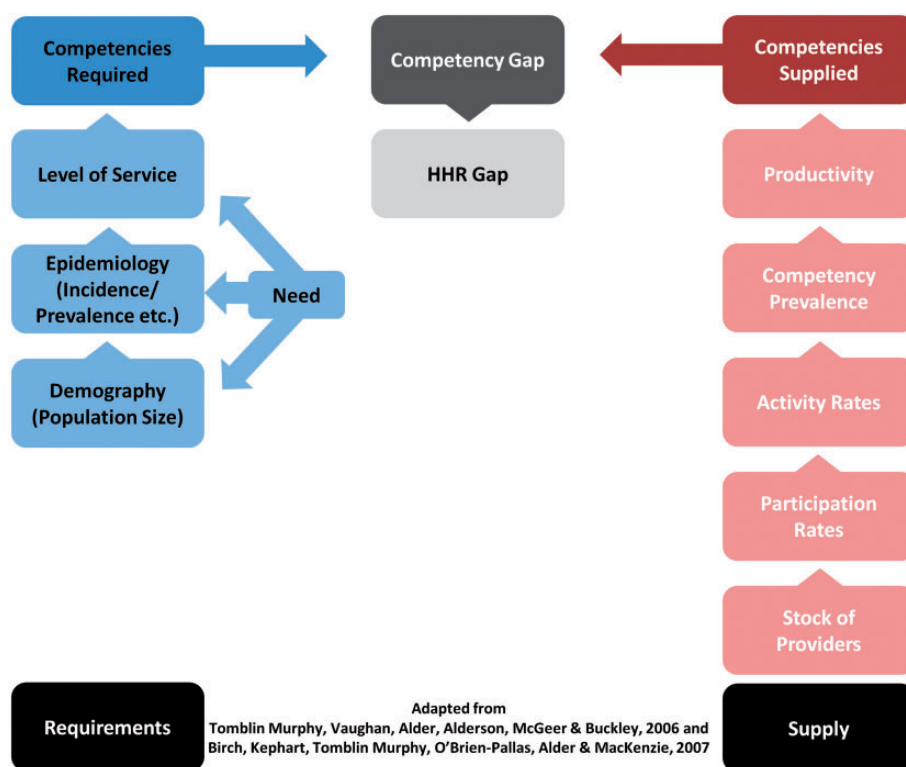 Competencies
Required
Competency Gap
Competencies
Supplied
Level of Service
HHR Gap
Productivity
Epidemiology
(Incidence/
Prevalence etc.)
Need
Competency
Prevalence
Demography
(Population Size)
Activity Rates
Participation
Rates
Stock of
Providers
Requirements
Adapted from
Tomblin Murphy, Vaughan, Alder, Alderson, McGeer & Buckley, 2006 and
Birch, Kephart, Tomblin Murphy, O’Brien-Pallas, Alder & MacKenzie, 2007
Supply